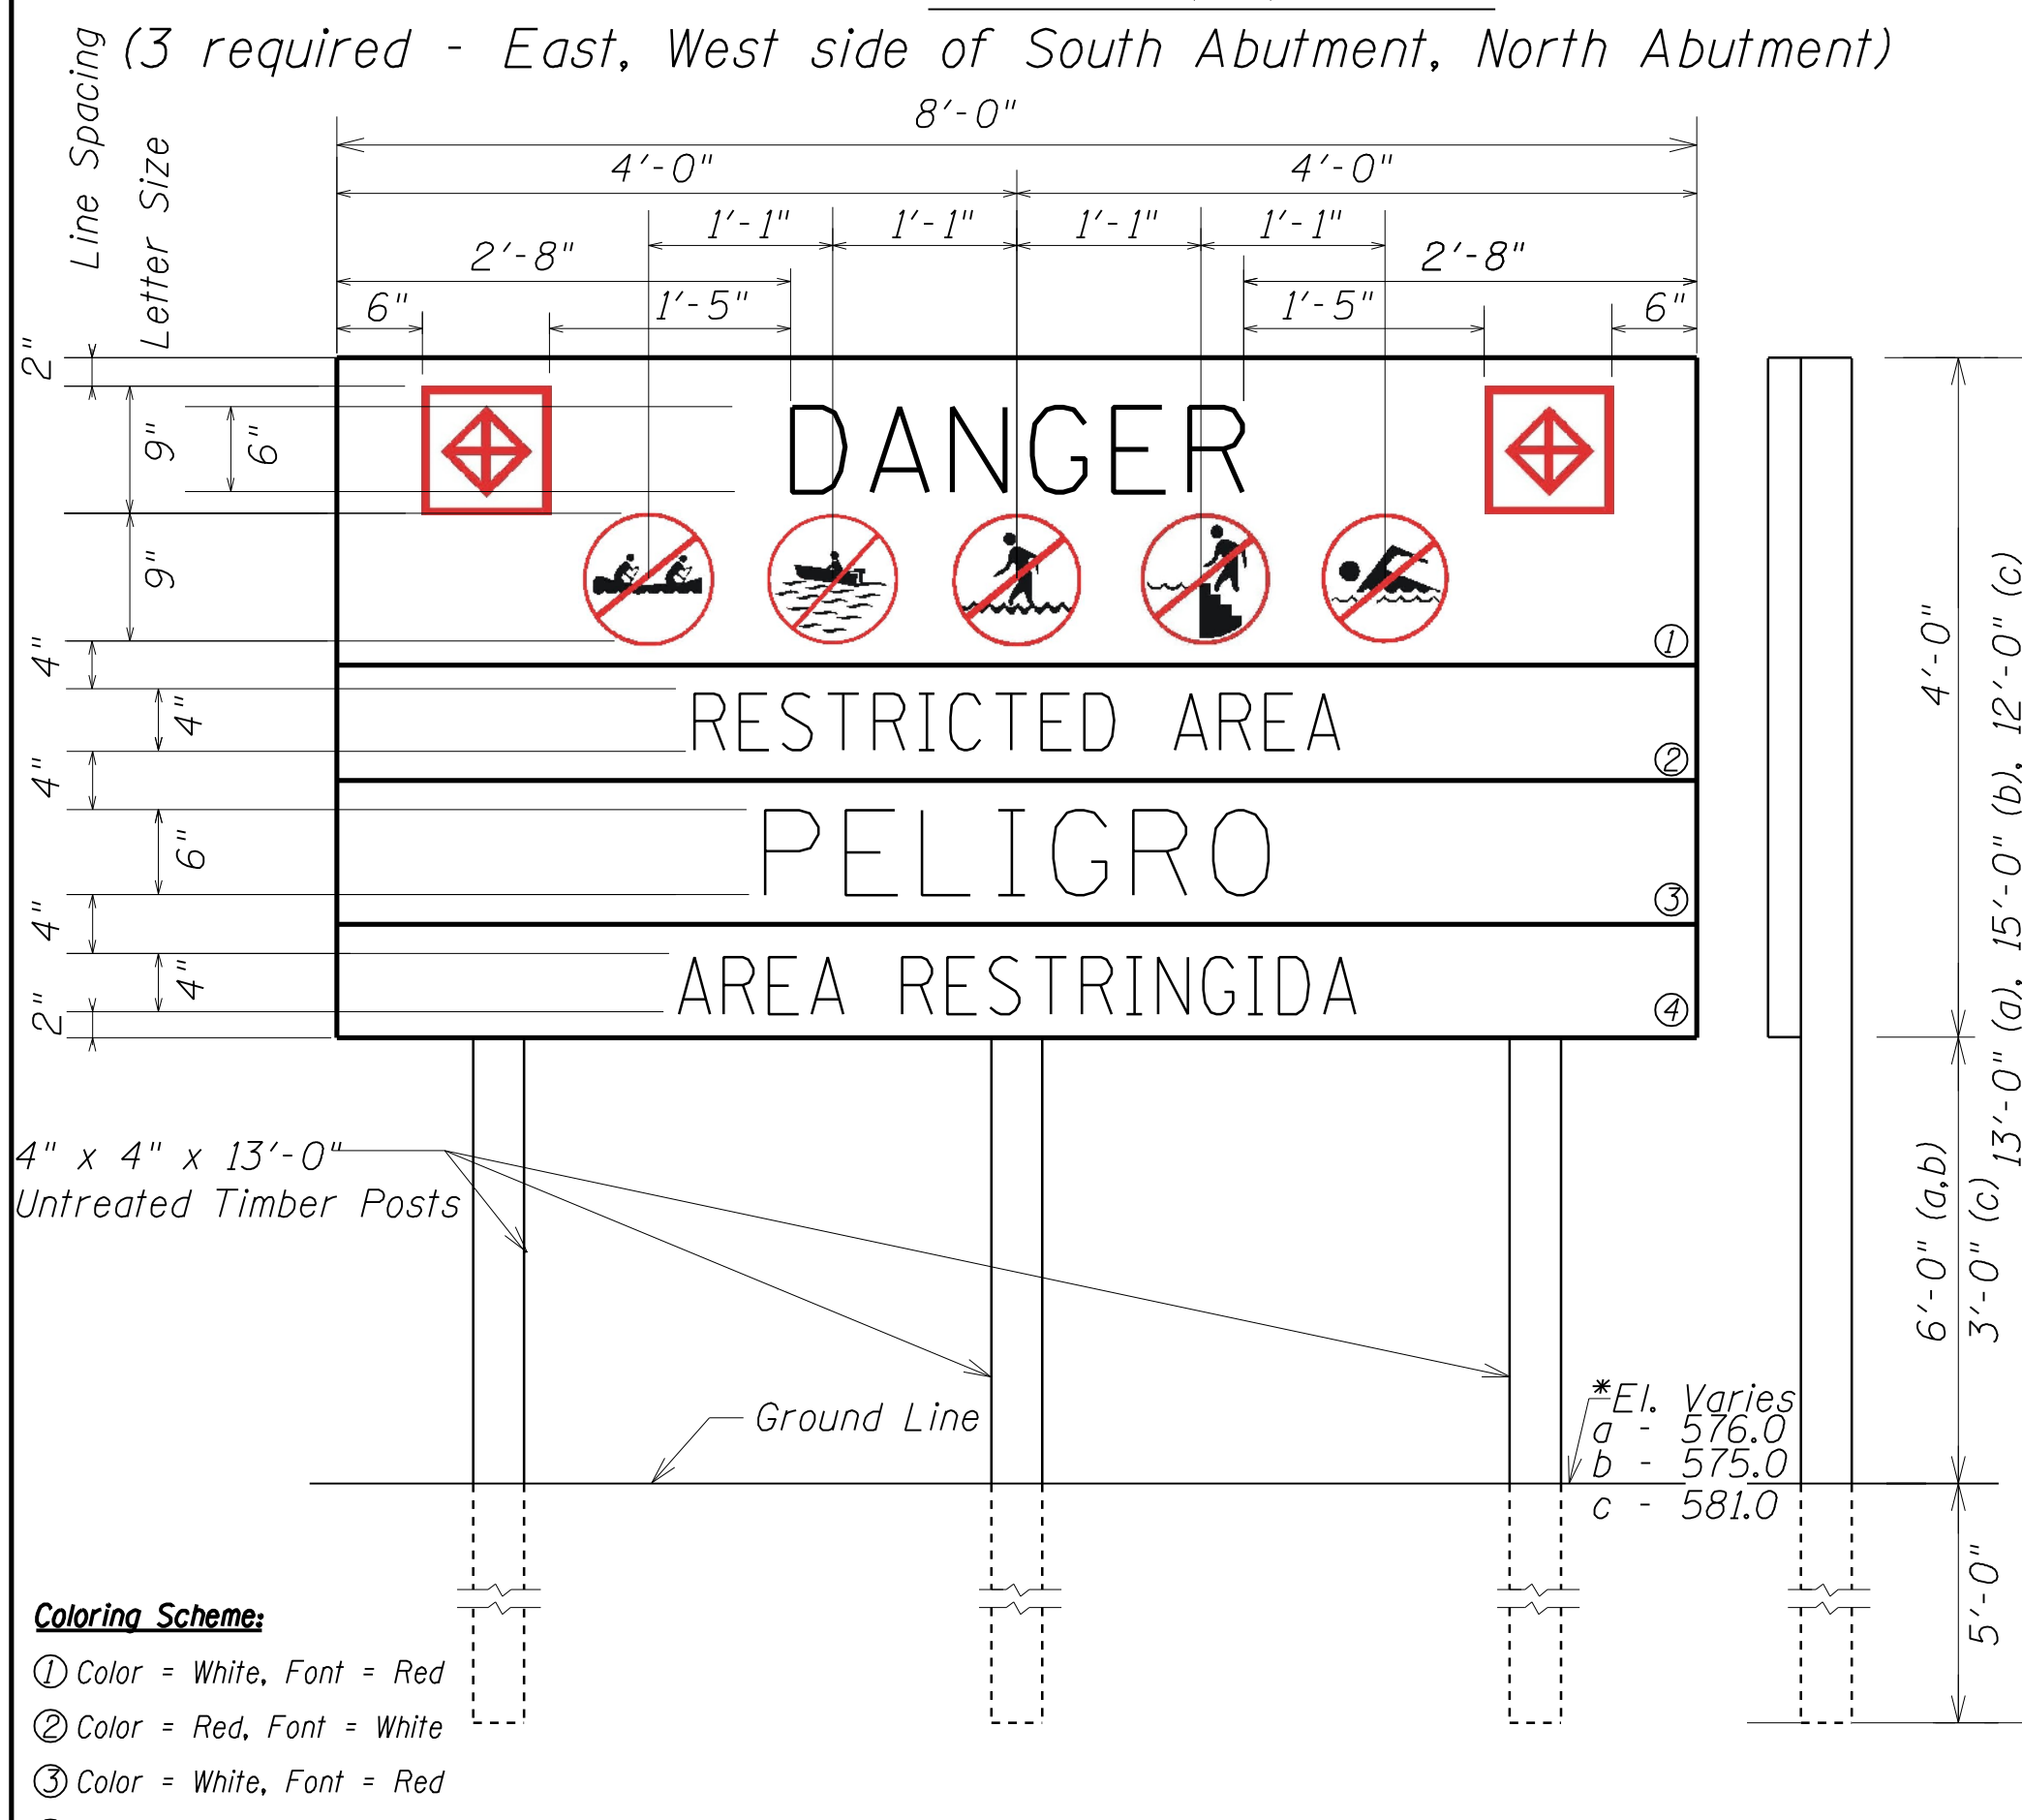 (3 required - East, West side of South Abutment, North Abutment)
Line Spacing
Letter Size
8'-0"
4'-0" 4'-0"
1'-1" 1'-1" 1'-1" 1'-1"
2'-8" 2'-8"
6" 1'-5" 1'-5" 6"
2"
9" 6"
DANGER
9"
4"
①
4"
RESTRICTED AREA
②
4"
6"
PELIGRO
③
4"
4"
AREA RESTRINGIDA
④
2"
4'-0"
13'-0" (a), 15'-0" (b), 12'-0" (c)
4" x 4" x 13'-0"
Untreated Timber Posts
6'-0" (a,b)
3'-0" (c)
Ground Line
*El. Varies
a - 576.0
b - 575.0
c - 581.0
5'-0"
Coloring Scheme:
① Color = White, Font = Red
② Color = Red, Font = White
③ Color = White, Font = Red